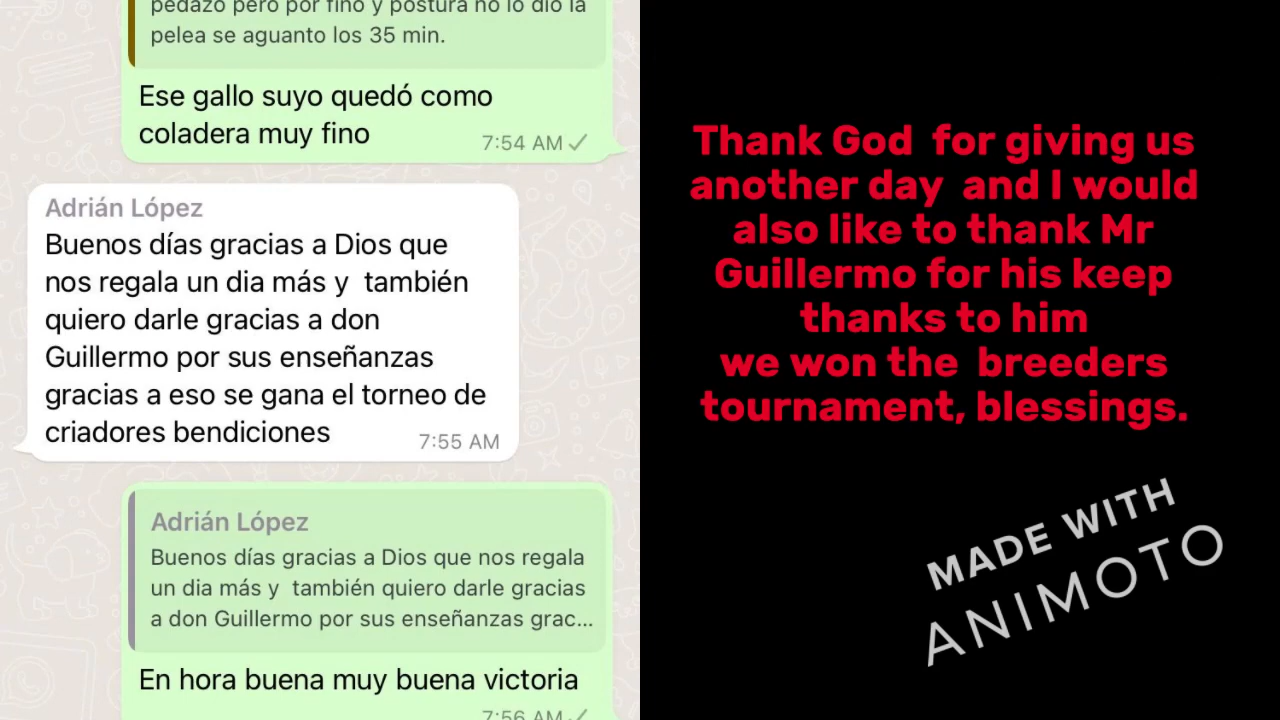 pedazo pero por fino y postura no lo dio la
pelea se aguanto los 35 min.
Ese gallo suyo quedó como
coladera muy fino
7:54 AM
Adrián López
Buenos días gracias a Dios que
nos regala un dia más y  también
quiero darle gracias a don
Guillermo por sus enseñanzas
gracias a eso se gana el torneo de
criadores bendiciones
7:55 AM
Adrián López
Buenos días gracias a Dios que nos regala
un dia más y  también quiero darle gracias
a don Guillermo por sus enseñanzas grac...
En hora buena muy buena victoria
7:56 AM
Thank God  for giving us
another day  and I would
also like to thank Mr
Guillermo for his keep
thanks to him
we won the  breeders
tournament, blessings.
MADE WITH
ANIMOTO